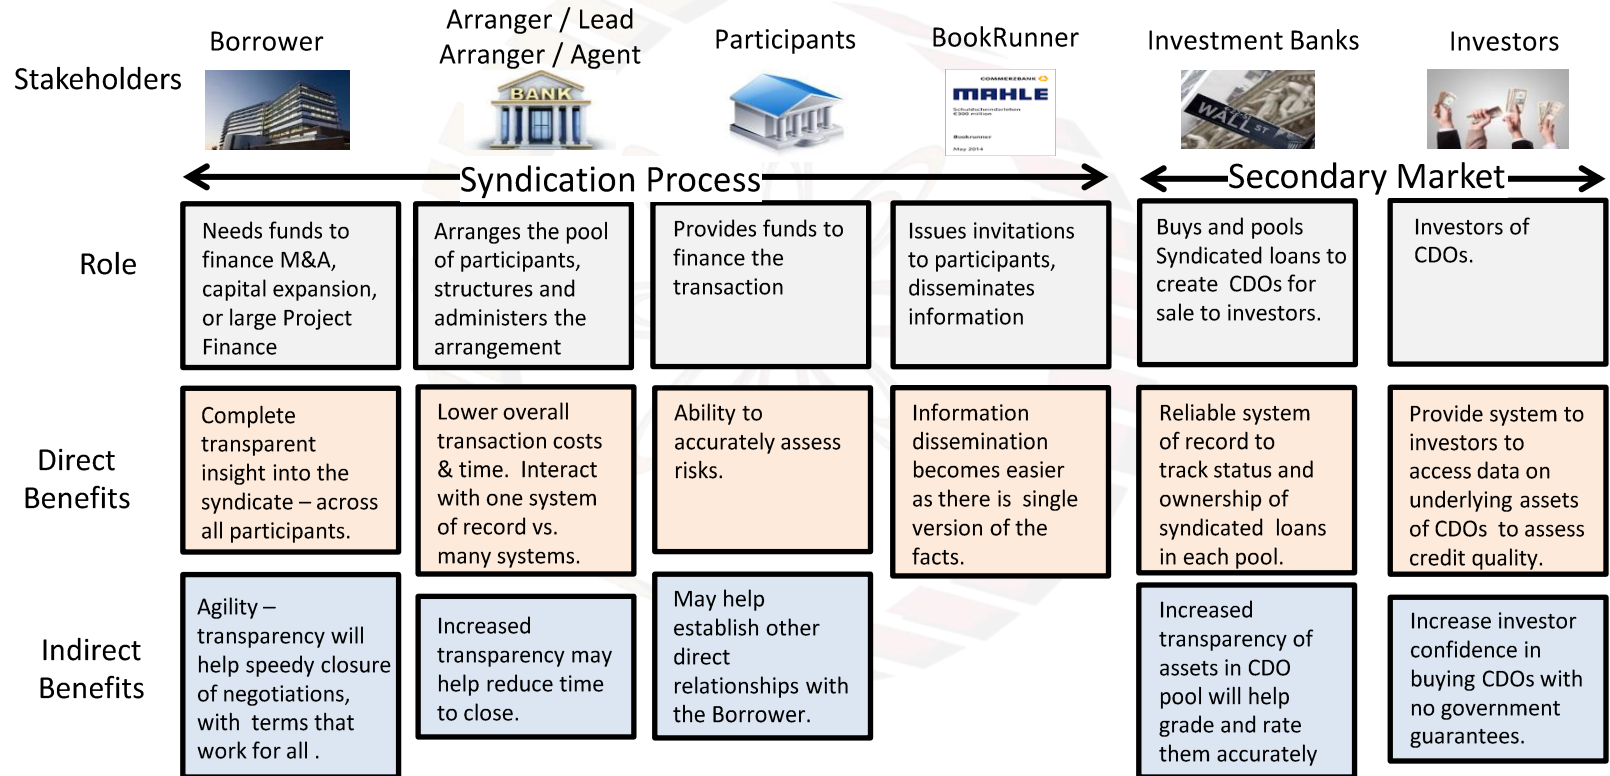 Stakeholders
Borrower
Arranger / Lead
Arranger / Agent
Participants
BookRunner
Investment Banks
Investors
BANK
COMMERZBANK
MAHLE
Schuldscheindarlehen
€300 million
Bookrunner
May 2014
WALL ST
Syndication Process
Secondary Market
Role
Needs funds to
finance M&A,
capital expansion,
or large Project
Finance
Arranges the pool
of participants,
structures and
administers the
arrangement
Provides funds to
finance the
transaction
Issues invitations
to participants,
disseminates
information
Buys and pools
Syndicated loans to
create CDOs for
sale to investors.
Investors of
CDOs.
Direct
Benefits
Complete
transparent
insight into the
syndicate – across
all participants.
Lower overall
transaction costs
& time. Interact
with one system
of record vs.
many systems.
Ability to
accurately assess
risks.
Information
dissemination
becomes easier
as there is single
version of the
facts.
Reliable system
of record to
track status and
ownership of
syndicated loans
in each pool.
Provide system to
investors to
access data on
underlying assets
of CDOs to assess
credit quality.
Indirect
Benefits
Agility –
transparency will
help speedy closure
of negotiations,
with terms that
work for all .
Increased
transparency may
help reduce time
to close.
May help
establish other
direct
relationships with
the Borrower.
Increased
transparency of
assets in CDO
pool will help
grade and rate
them accurately
Increase investor
confidence in
buying CDOs with
no government
guarantees.